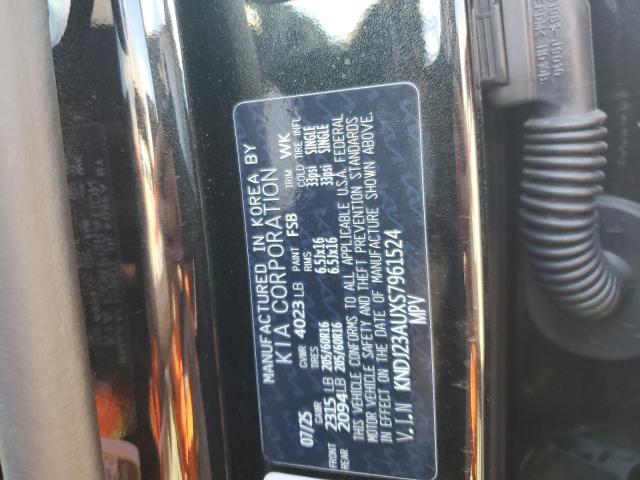 MANUFACTURED IN KOREA BY
KIA CORPORATION
07/25 GVWR 4023 LB PAINT FSB TRIM WK
GAWR TIRES RIMS COLD TIRE INFL
FRONT 2315 LB 205/60R16 6.5Jx16 33psi SINGLE
REAR 2094 LB 205/60R16 6.5Jx16 33psi SINGLE
THIS VEHICLE CONFORMS TO ALL APPLICABLE U.S.A. FEDERAL
MOTOR VEHICLE SAFETY AND THEFT PREVENTION STANDARDS
IN EFFECT ON THE DATE OF MANUFACTURE SHOWN ABOVE.
V.I.N KNDJ23AUXS7961524
MPV